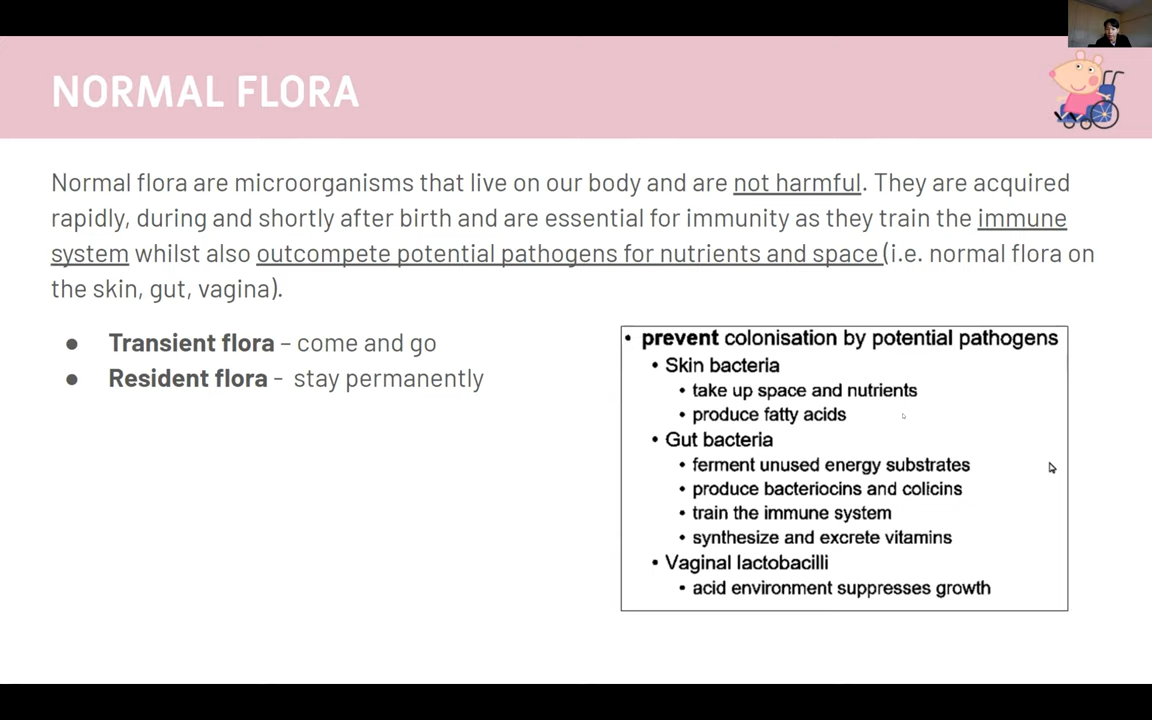 NORMAL FLORA
Normal flora are microorganisms that live on our body and are not harmful. They are acquired
rapidly, during and shortly after birth and are essential for immunity as they train the immune
system whilst also outcompete potential pathogens for nutrients and space (i.e. normal flora on
the skin, gut, vagina).
● Transient flora – come and go
● Resident flora - stay permanently
• prevent colonisation by potential pathogens
• Skin bacteria
• take up space and nutrients
• produce fatty acids
• Gut bacteria
• ferment unused energy substrates
• produce bacteriocins and colicins
• train the immune system
• synthesize and excrete vitamins
• Vaginal lactobacilli
• acid environment suppresses growth